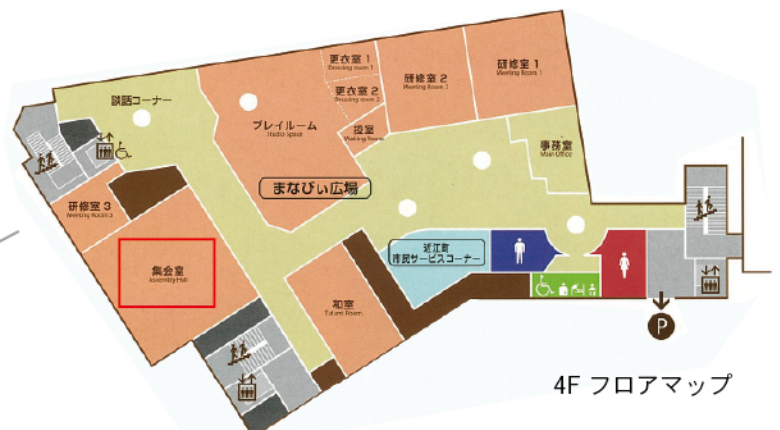 更衣室 1
Dressing room 1
更衣室 2
Dressing room 2
控室
Waiting Room
研修室 2
Meeting Room 2
研修室 1
Meeting Room 1
談話コーナー
プレイルーム
Studio Space
事務室
Main Office
まなびぃ広場
研修室 3
Meeting Room 3
近江町
市民サービスコーナー
集会室
Assembly Hall
和室
Tatami Room
P
4F フロアマップ